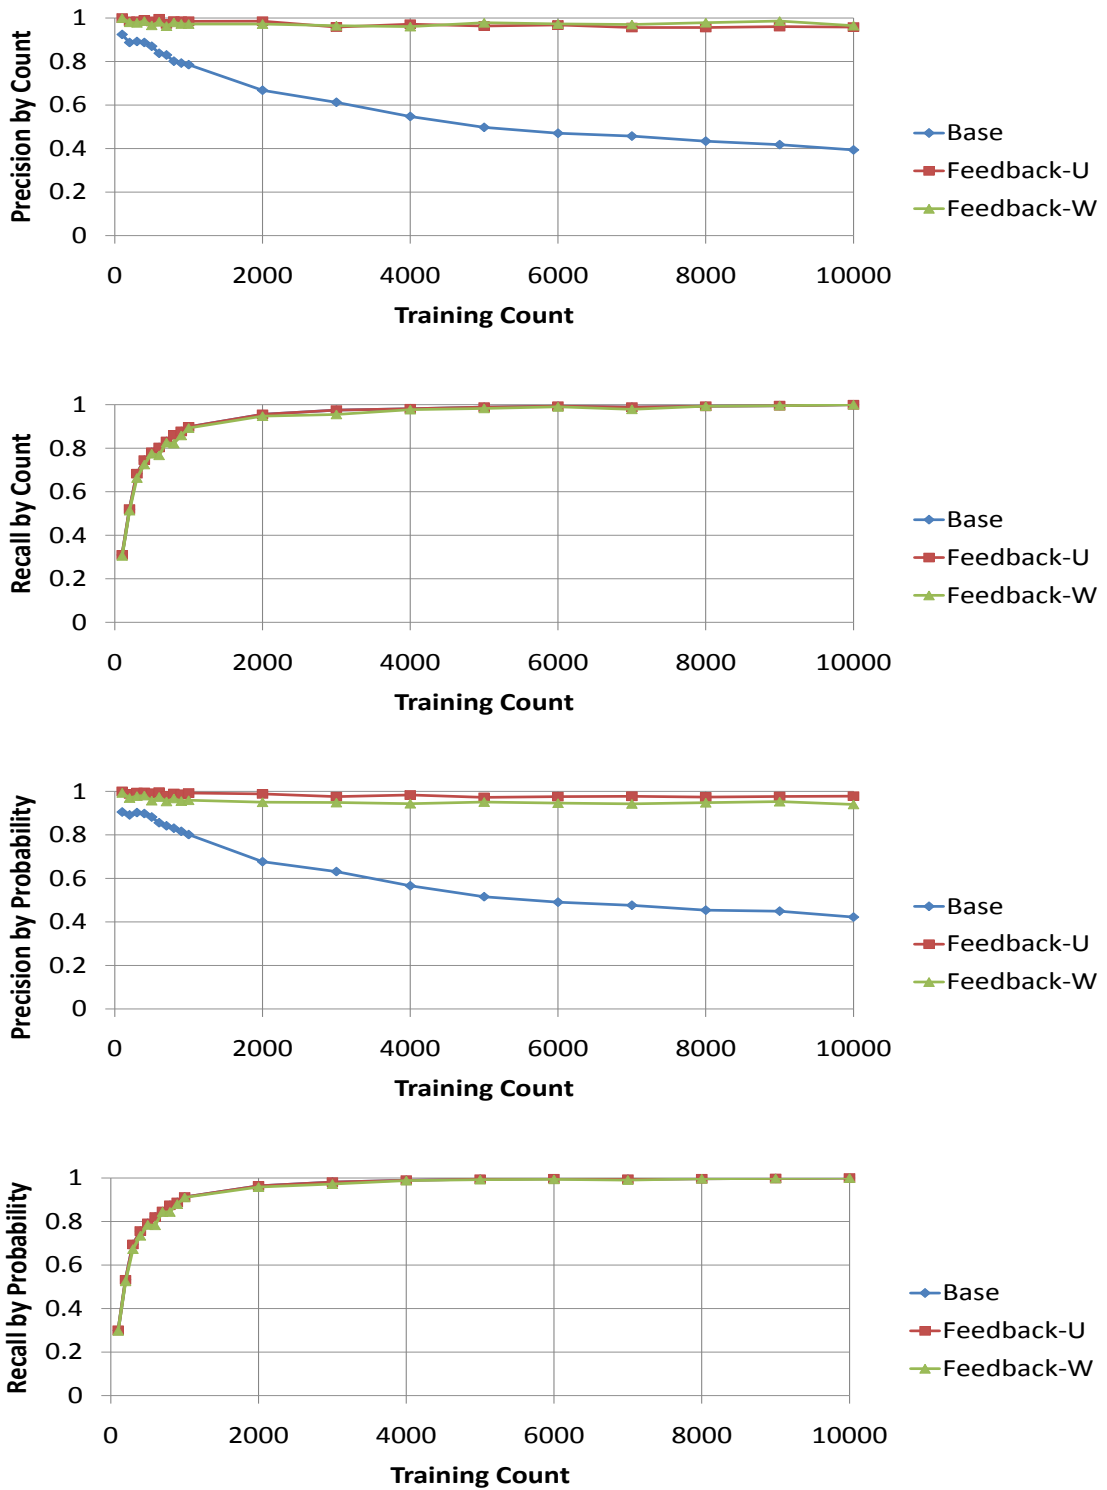 Precision by Count
1
0.8
0.6
0.4
0.2
0
0 2000 4000 6000 8000 10000
Training Count
Base
Feedback-U
Feedback-W
Recall by Count
1
0.8
0.6
0.4
0.2
0
0 2000 4000 6000 8000 10000
Training Count
Base
Feedback-U
Feedback-W
Precision by Probability
1
0.8
0.6
0.4
0.2
0
0 2000 4000 6000 8000 10000
Training Count
Base
Feedback-U
Feedback-W
Recall by Probability
1
0.8
0.6
0.4
0.2
0
0 2000 4000 6000 8000 10000
Training Count
Base
Feedback-U
Feedback-W